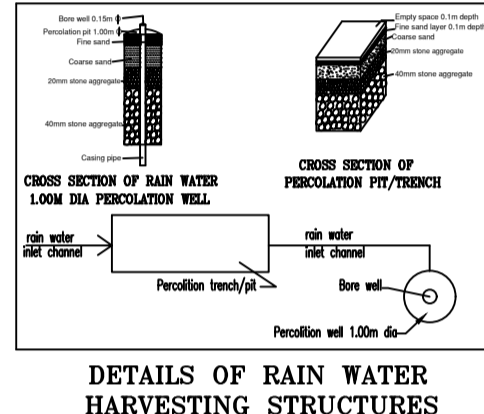 Bore well 0.15m ϕ
Percolation pit 1.00m ϕ
Fine sand
Coarse sand
20mm stone aggregate
40mm stone aggregate
Casing pipe
CROSS SECTION OF RAIN WATER
1.00M DIA PERCOLATION WELL
Empty space 0.1m depth
Fine sand layer 0.1m depth
Coarse sand
20mm stone aggregate
40mm stone aggregate
CROSS SECTION OF
PERCOLATION PIT/TRENCH
rain water
inlet channel
Percolition trench/pit
rain water
inlet channel
Bore well
Percolition well 1.00m dia
DETAILS OF RAIN WATER
HARVESTING STRUCTURES